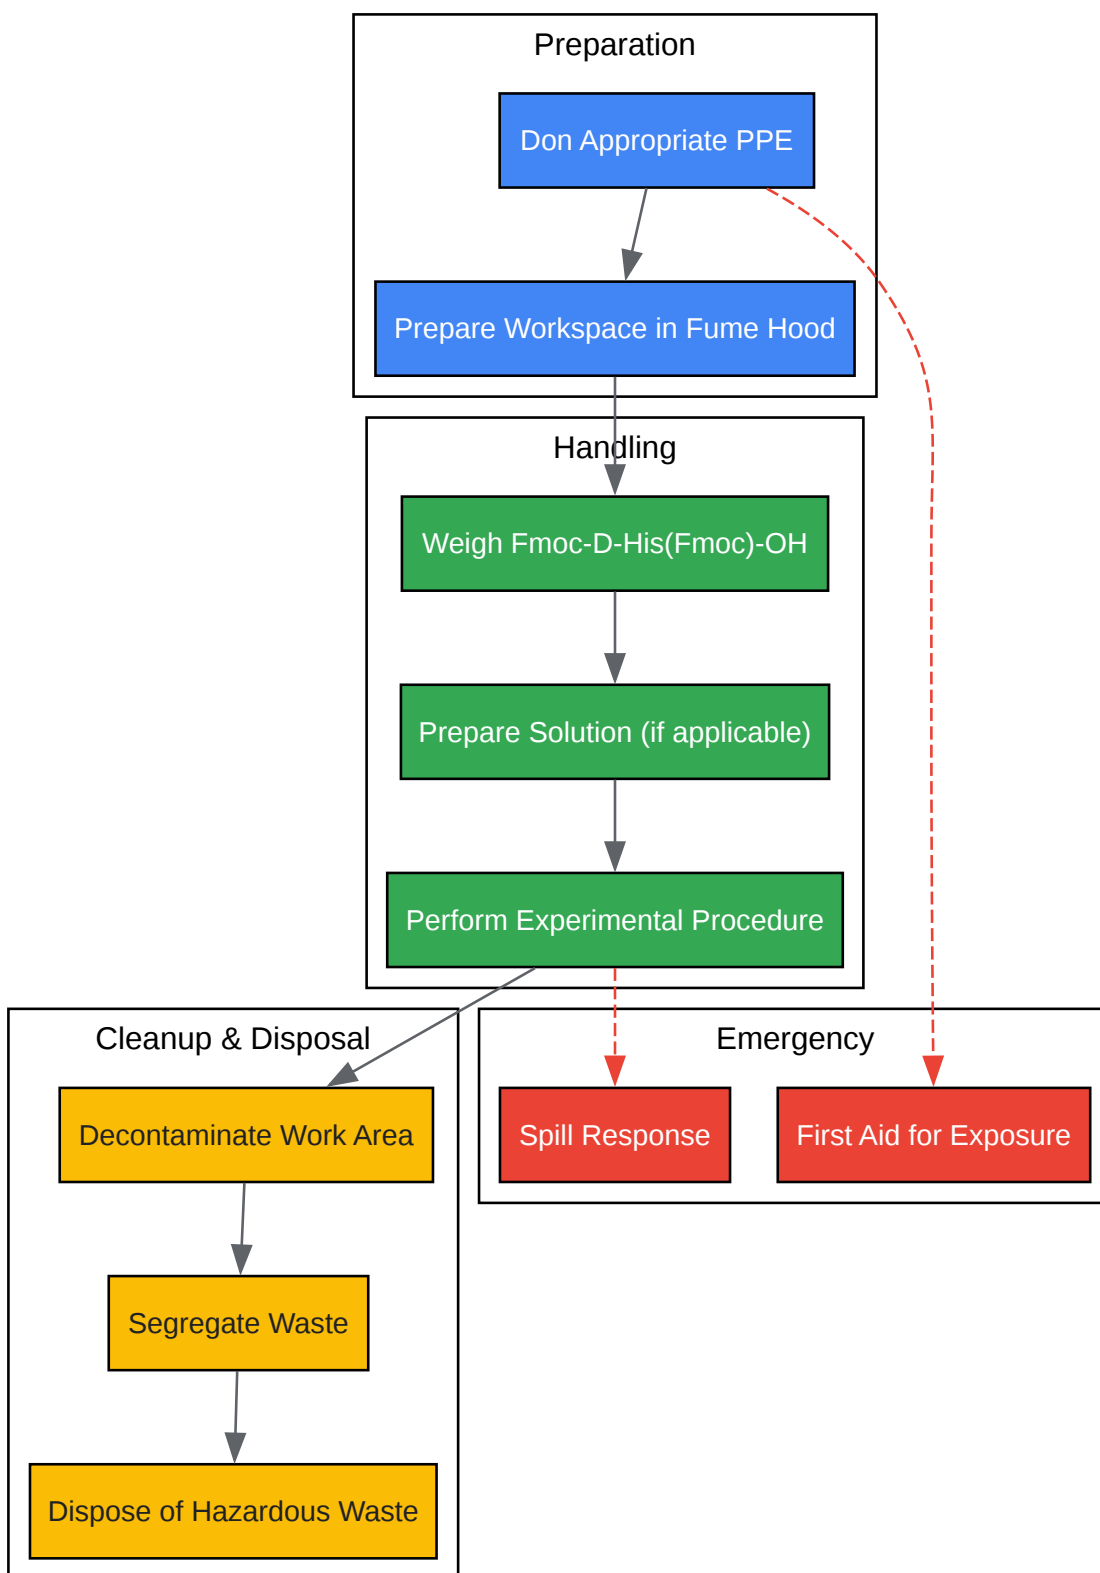 Preparation
Don Appropriate PPE
Prepare Workspace in Fume Hood
Handling
Weigh Fmoc-D-His(Fmoc)-OH
Prepare Solution (if applicable)
Perform Experimental Procedure
Cleanup & Disposal
Decontaminate Work Area
Segregate Waste
Dispose of Hazardous Waste
Emergency
Spill Response
First Aid for Exposure